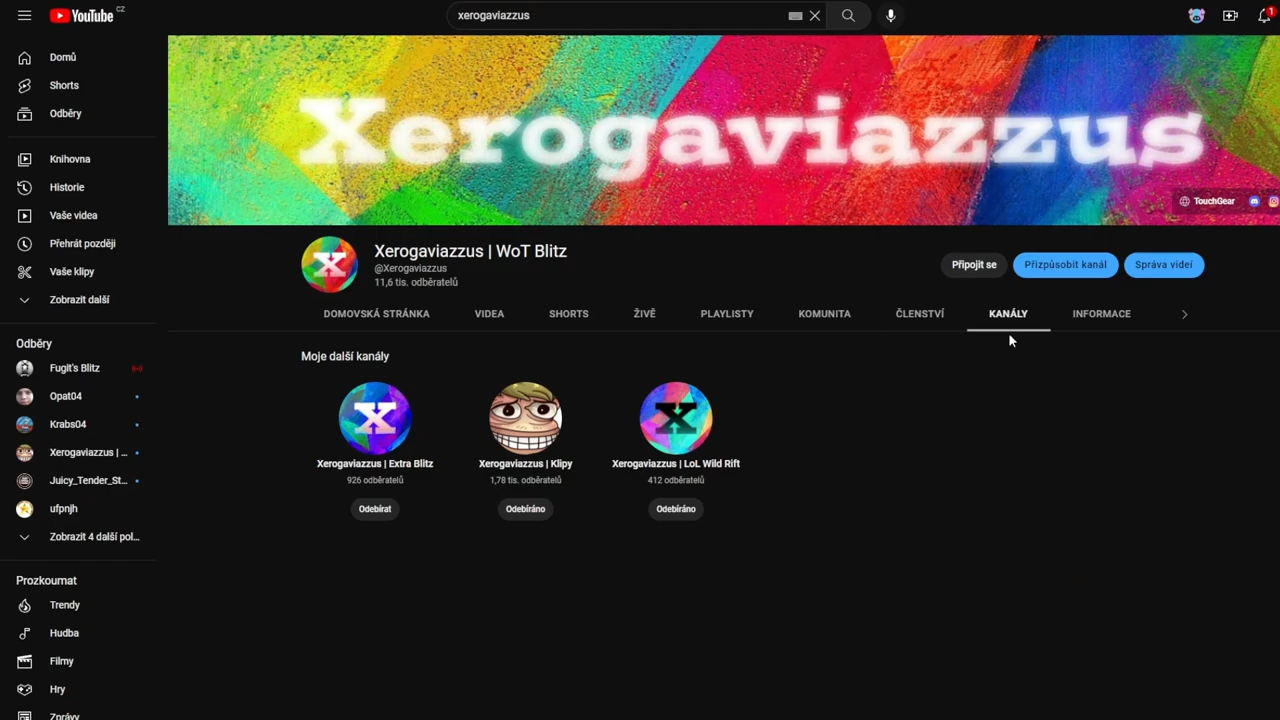 YouTube CZ
xerogaviazzus
1
Domů
Shorts
Odběry
Knihovna
Historie
Vaše videa
Přehrát později
Vaše klipy
Zobrazit další
Odběry
Fugit's Blitz
Opat04
Krabs04
Xerogaviazzus | ...
Juicy_Tender_St...
ufpnjh
Zobrazit 4 další pol...
Prozkoumat
Trendy
Hudba
Filmy
Hry
Zprávy
Xerogaviazzus
TouchGear
X
Xerogaviazzus | WoT Blitz
@Xerogaviazzus
11,6 tis. odběratelů
Připojit se
Přizpůsobit kanál
Správa videí
DOMOVSKÁ STRÁNKA
VIDEA
SHORTS
ŽIVĚ
PLAYLISTY
KOMUNITA
ČLENSTVÍ
KANÁLY
INFORMACE
Moje další kanály
X
Xerogaviazzus | Extra Blitz
926 odběratelů
Odebírat
Xerogaviazzus | Klipy
1,78 tis. odběratelů
Odebíráno
X
Xerogaviazzus | LoL Wild Rift
412 odběratelů
Odebíráno